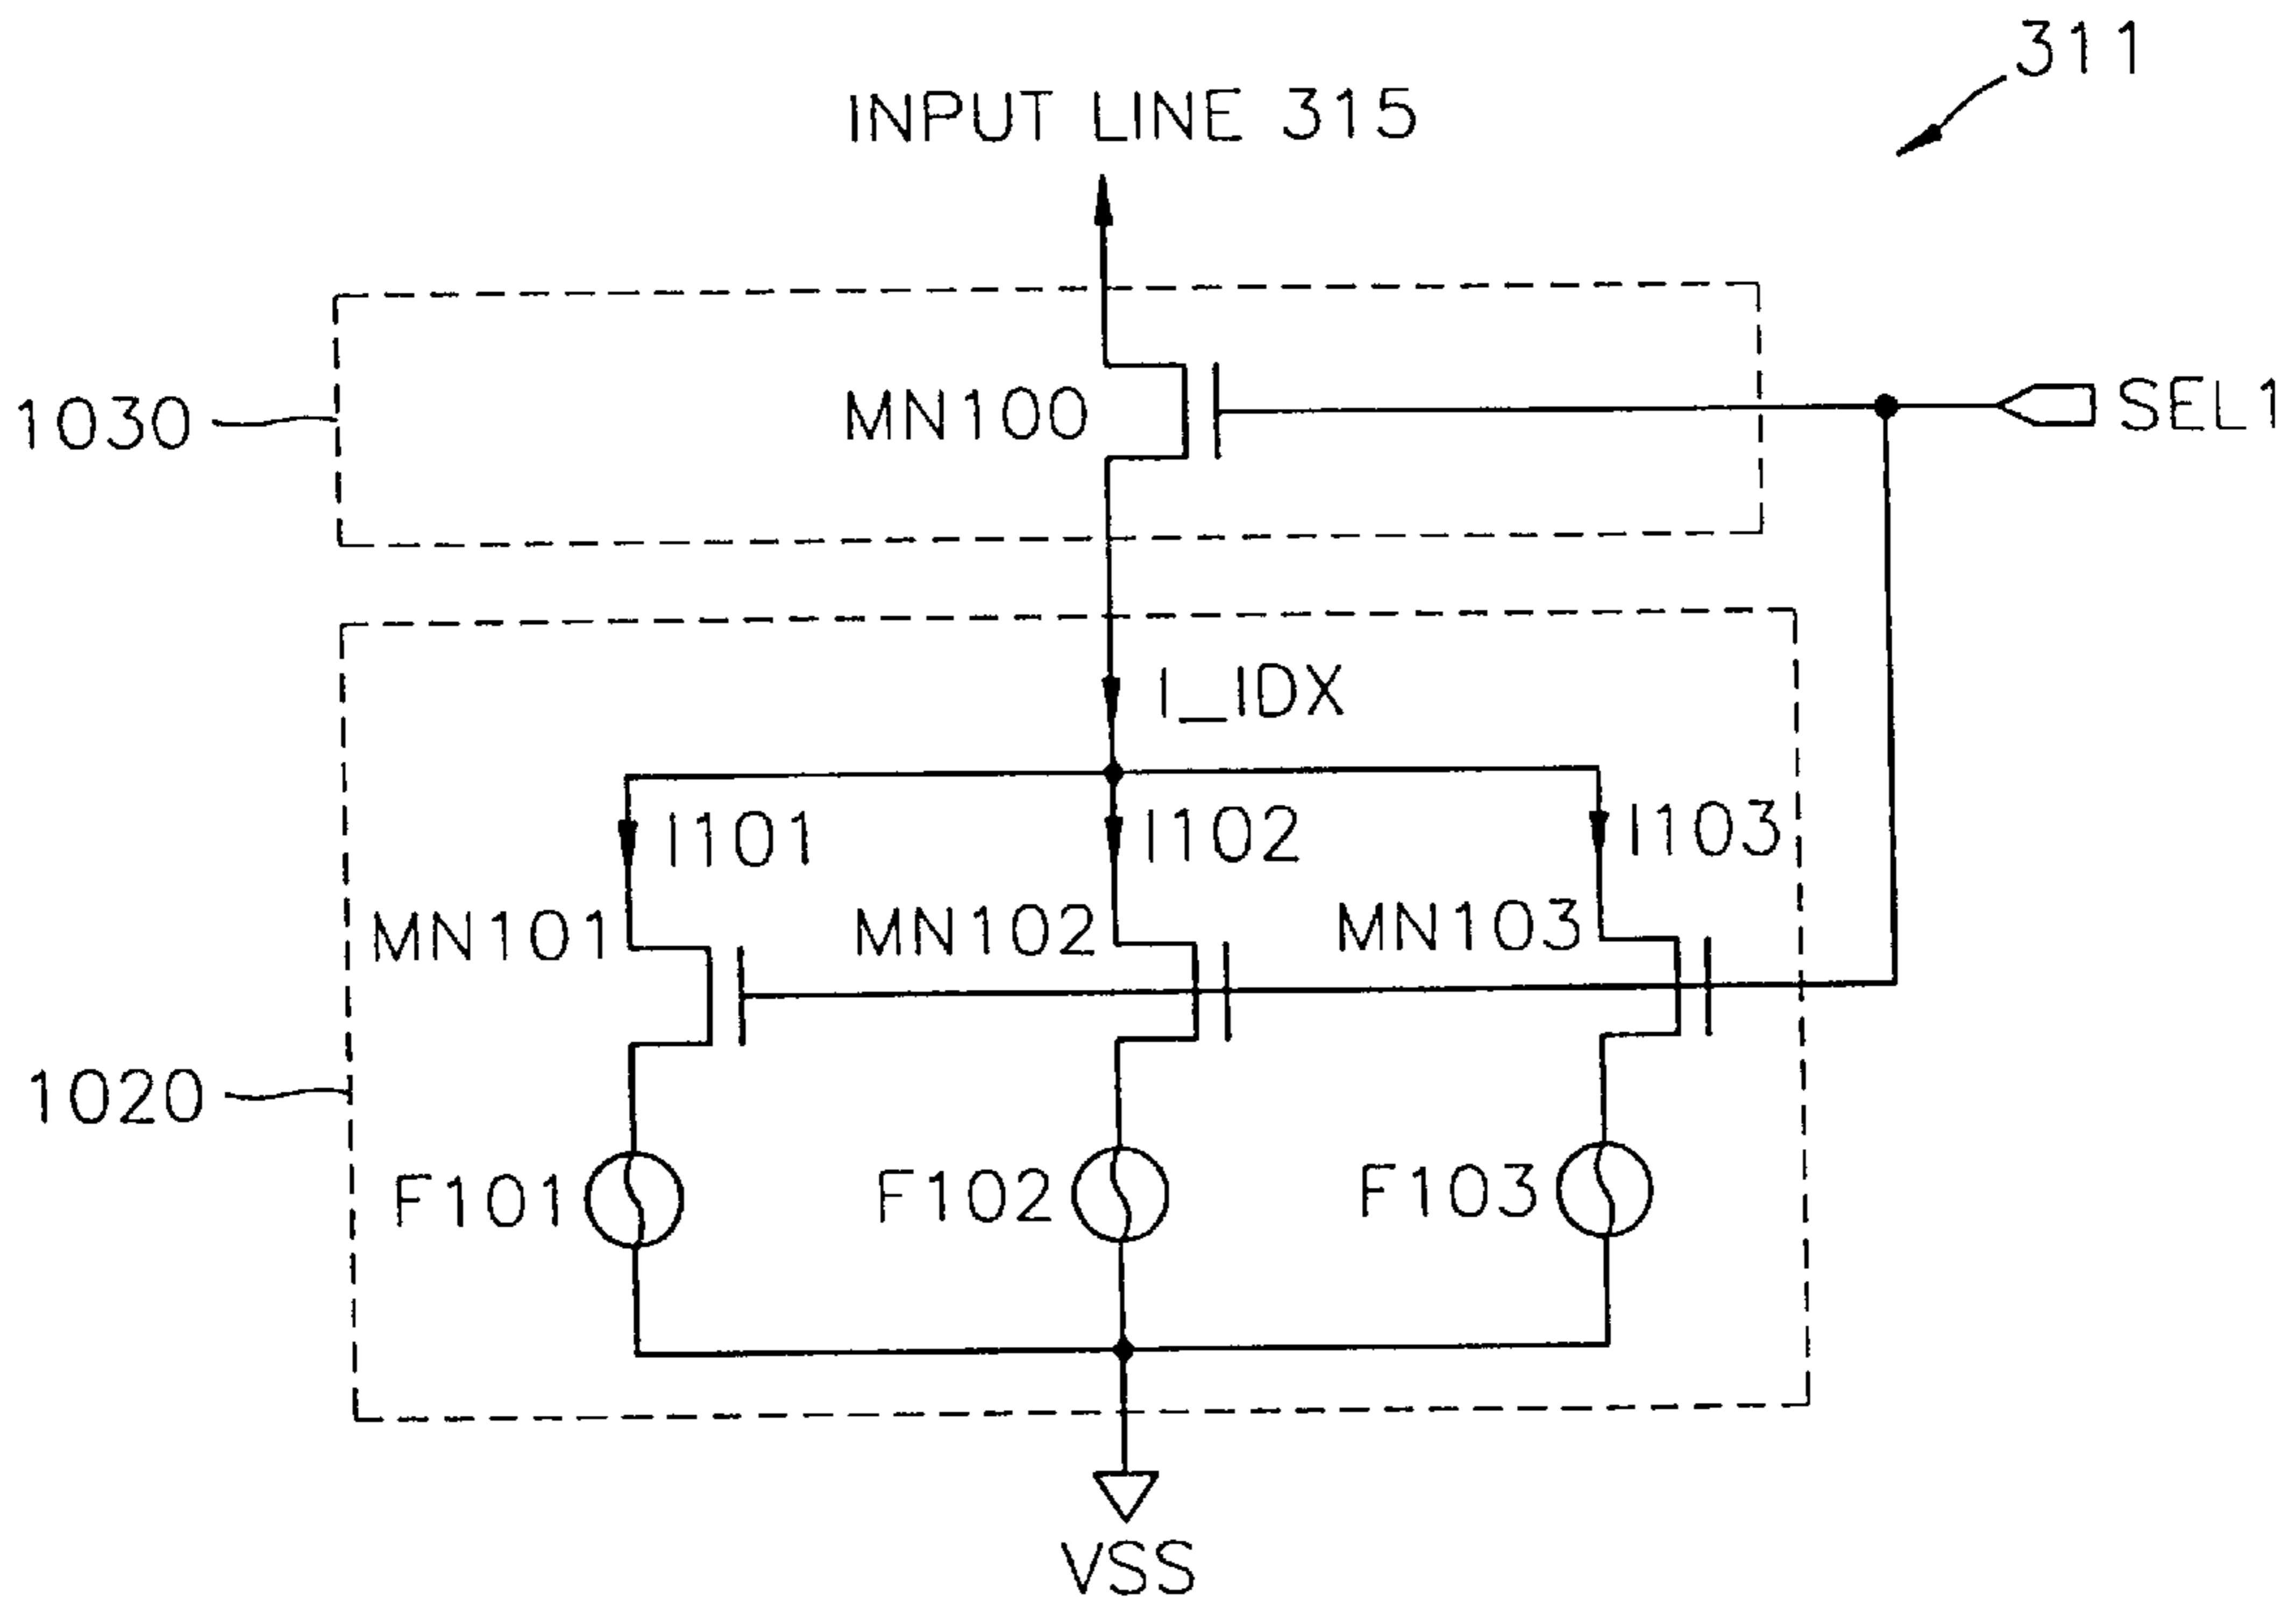 311
INPUT LINE 315
1030
MN100
SEL1
I_IDX
I101
I102
I103
MN101
MN102
MN103
1020
F101
F102
F103
VSS